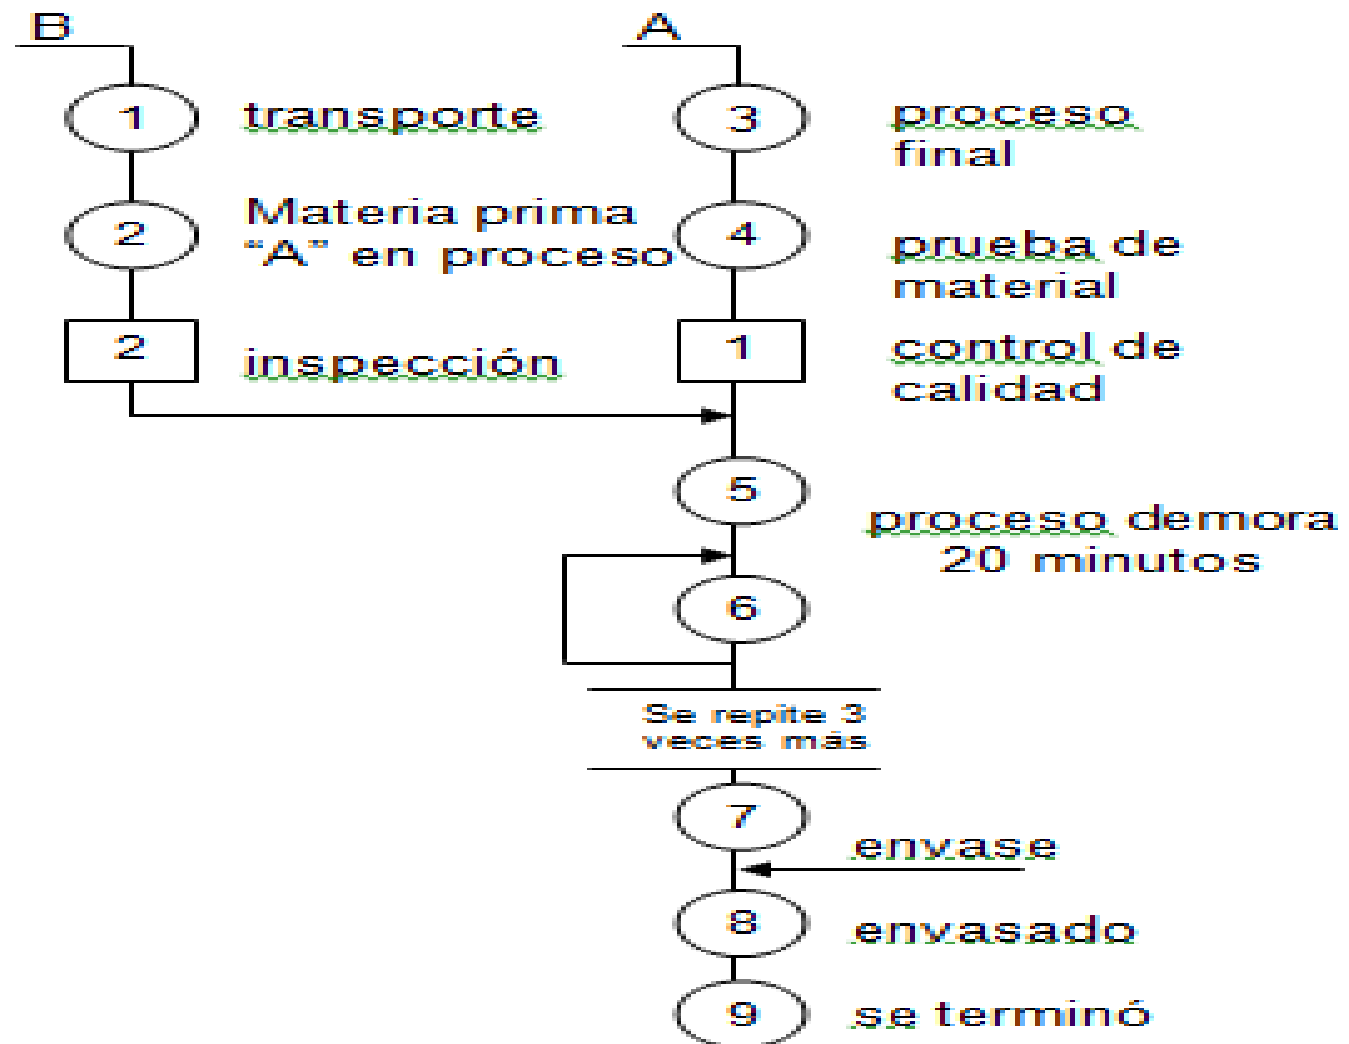 B
A
1
transporte
3
proceso
final
2
Materia prima
“A” en proceso
4
prueba de
material
2
inspección
1
control de
calidad
5
proceso demora
20 minutos
6
Se repite 3
veces más
7
envase
8
envasado
9
se terminó